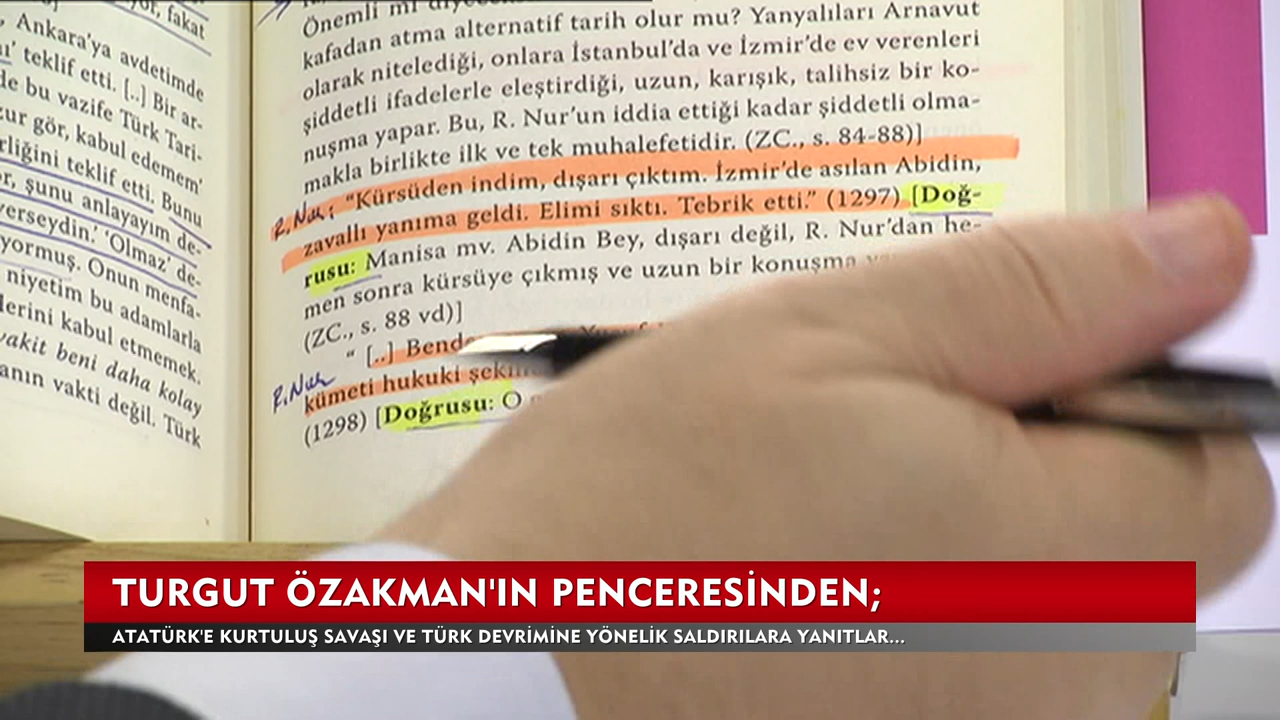 yor, fakat
Ankara'ya avdetimde
teklif etti. [..] Bir ar-
de bu vazife Türk Tari-
zur gör, kabul edemem'
rliğini teklif etti. Bunu
şunu anlayayım de-
verseydin.' 'Olmaz' de-
yormuş. Onun menfa-
niyetim bu adamlarla
lerini kabul etmemek.
vakit beni daha kolay
anın vakti değil. Türk
Önemli mi
kafadan atma alternatif tarih olur mu? Yanyalıları Arnavut
olarak nitelediği, onlara İstanbul'da ve İzmir'de ev verenleri
şiddetli ifadelerle eleştirdiği, uzun, karışık, talihsiz bir ko-
nuşma yapar. Bu, R. Nur'un iddia ettiği kadar şiddetli olma-
makla birlikte ilk ve tek muhalefetidir. (ZC., s. 84-88)]
R. Nur: "Kürsüden indim, dışarı çıktım. İzmir'de asılan Abidin,
zavallı yanıma geldi. Elimi sıktı. Tebrik etti." (1297) [Doğ-
rusu: Manisa mv. Abidin Bey, dışarı değil, R. Nur'dan he-
men sonra kürsüye çıkmış ve uzun bir konuşma
(ZC., s. 88 vd)]
" [..] Bende
R. Nur kümeti hukuki
(1298) [Doğrusu: O
TURGUT ÖZAKMAN'IN PENCERESİNDEN;
ATATÜRK'E KURTULUŞ SAVAŞI VE TÜRK DEVRİMİNE YÖNELİK SALDIRILARA YANITLAR...